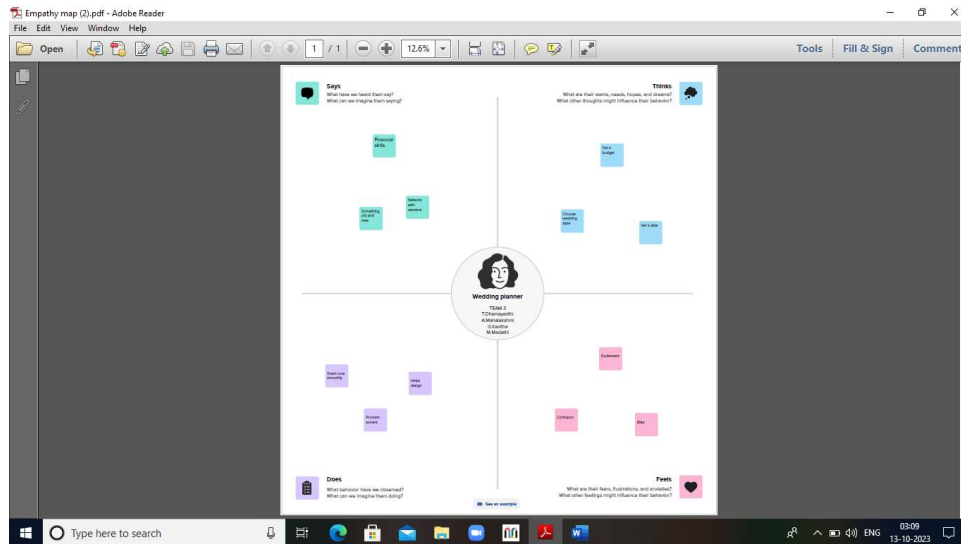 Empathy map (2).pdf - Adobe Reader
File Edit View Window Help
Open
1 / 1
12.6%
Tools Fill & Sign Comment
Says
What have we heard them say?
What can we imagine them saying?
Thinks
What are their wants, needs, hopes, and dreams?
What other thoughts might influence their behavior?
Financial
skills
Something
old and
new
Network
with
vendors
Set a
budget
Choose
wedding
style
Set a date
Wedding planner
TEAM 3
T.Dhamayanthi
A.Mahalakshmi
G.Kavitha
M.Madathi
Event runs
smoothly
helps
design
Problem
solvers
Excitement
Confusion
Bliss
Does
What behavior have we observed?
What can we imagine them doing?
Feels
What are their fears, frustrations, and anxieties?
What other feelings might influence their behavior?
See an example
Type here to search
ENG
03:09
13-10-2023